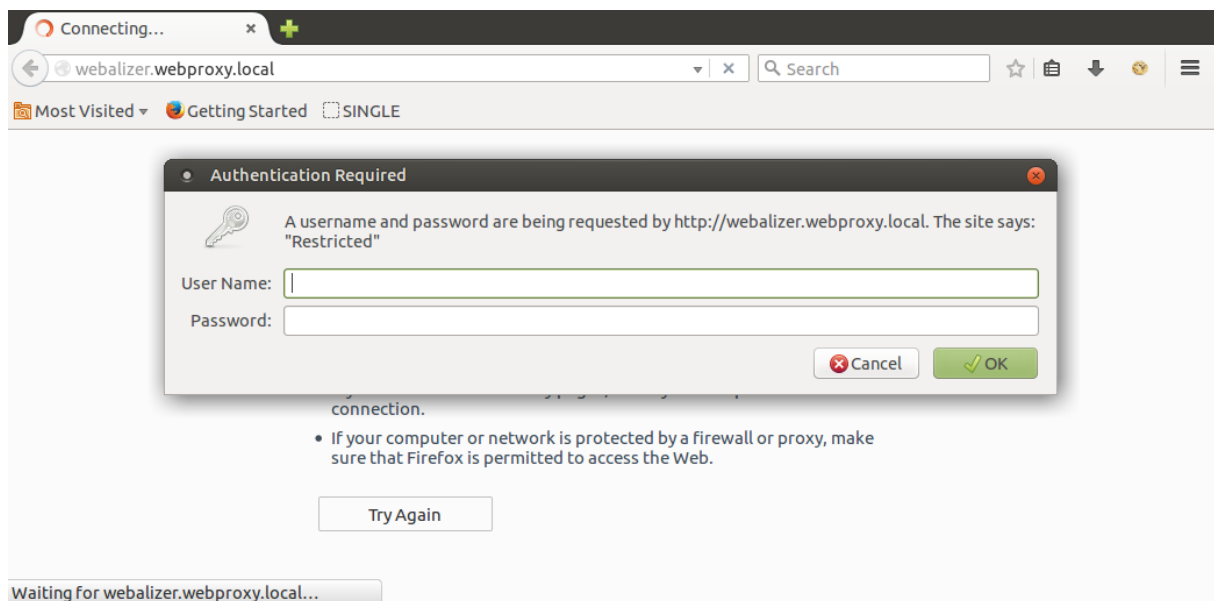 Connecting...
webalizer.webproxy.local
Search
Most Visited
Getting Started
SINGLE
Authentication Required
A username and password are being requested by http://webalizer.webproxy.local. The site says:
"Restricted"
User Name:
Password:
Cancel
OK
connection.
• If your computer or network is protected by a firewall or proxy, make
sure that Firefox is permitted to access the Web.
Try Again
Waiting for webalizer.webproxy.local...